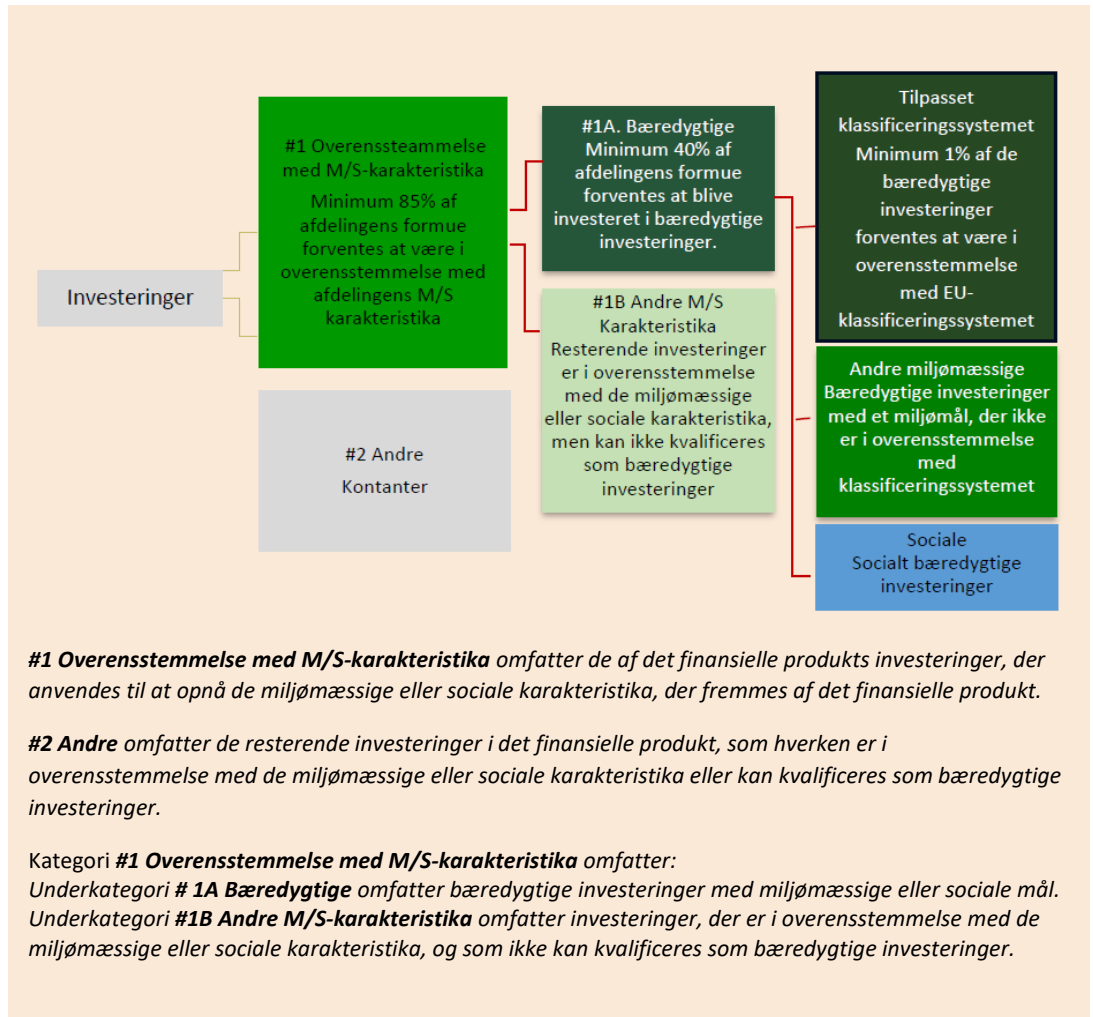 Investeringer
#1 Overenssteammelse
med M/S-karakteristika
Minimum 85% af
afdelingens formue
forventes at være i
overensstemmelse med
afdelingens M/S
karakteristika
#2 Andre
Kontanter
#1A. Bæredygtige
Minimum 40% af
afdelingens formue
forventes at blive
investeret i bæredygtige
investeringer.
#1B Andre M/S
Karakteristika
Resterende investeringer
er i overensstemmelse
med de miljømæssige
eller sociale karakteristika,
men kan ikke kvalificeres
som bæredygtige
investeringer
Tilpasset
klassificeringssystemet
Minimum 1% af de
bæredygtige
investeringer
forventes at være i
overensstemmelse
med EU-
klassificeringssystemet
Andre miljømæssige
Bæredygtige investeringer
med et miljømål, der ikke
er i overensstemmelse
med
klassificeringssystemet
Sociale
Socialt bæredygtige
investeringer
#1 Overensstemmelse med M/S-karakteristika omfatter de af det finansielle produkts investeringer, der
anvendes til at opnå de miljømæssige eller sociale karakteristika, der fremmes af det finansielle produkt.
#2 Andre omfatter de resterende investeringer i det finansielle produkt, som hverken er i
overensstemmelse med de miljømæssige eller sociale karakteristika eller kan kvalificeres som bæredygtige
investeringer.
Kategori #1 Overensstemmelse med M/S-karakteristika omfatter:
Underkategori # 1A Bæredygtige omfatter bæredygtige investeringer med miljømæssige eller sociale mål.
Underkategori #1B Andre M/S-karakteristika omfatter investeringer, der er i overensstemmelse med de
miljømæssige eller sociale karakteristika, og som ikke kan kvalificeres som bæredygtige investeringer.